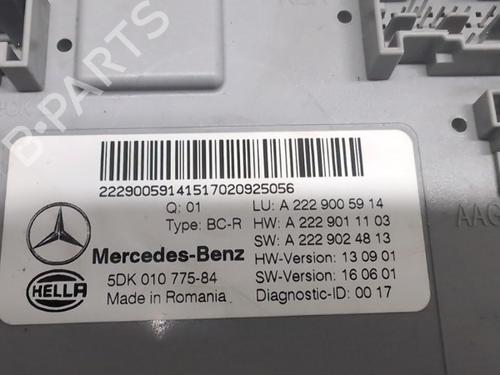 B-PARTS
22290059141517020925056
Q: 01 LU: A 222 900 59 14
Type: BC-R HW: A 222 901 11 03
Mercedes-Benz SW: A 222 902 48 13
HW-Version: 13 09 01
HELLA 5DK 010 775-84 SW-Version: 16 06 01
Made in Romania Diagnostic-ID: 00 17